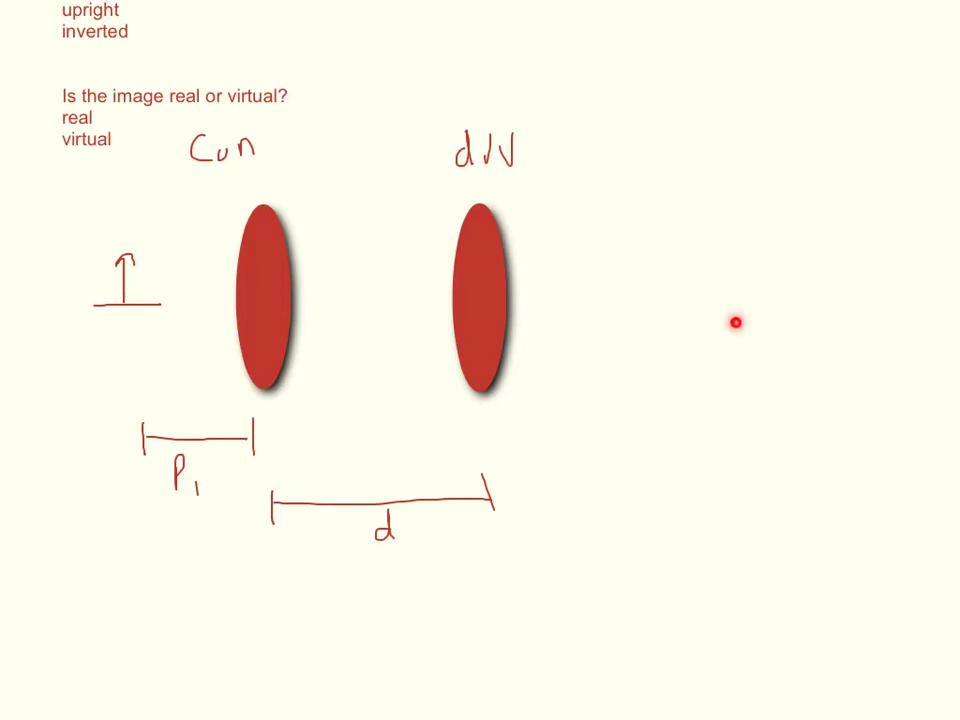 upright
inverted
Is the image real or virtual?
real
virtual
Con
div
P1
d